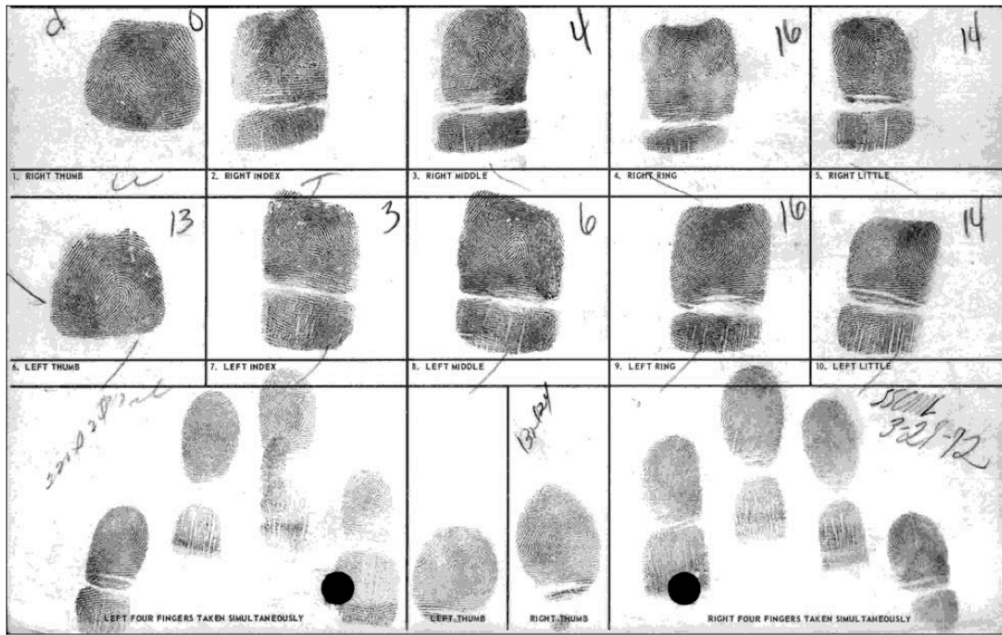 d 0
4
16
14
1. RIGHT THUMB
2. RIGHT INDEX
3. RIGHT MIDDLE
4. RIGHT RING
5. RIGHT LITTLE
13
3
6
16
14
6. LEFT THUMB
7. LEFT INDEX
8. LEFT MIDDLE
9. LEFT RING
10. LEFT LITTLE
3-29-72
LEFT FOUR FINGERS TAKEN SIMULTANEOUSLY
LEFT THUMB
RIGHT THUMB
RIGHT FOUR FINGERS TAKEN SIMULTANEOUSLY